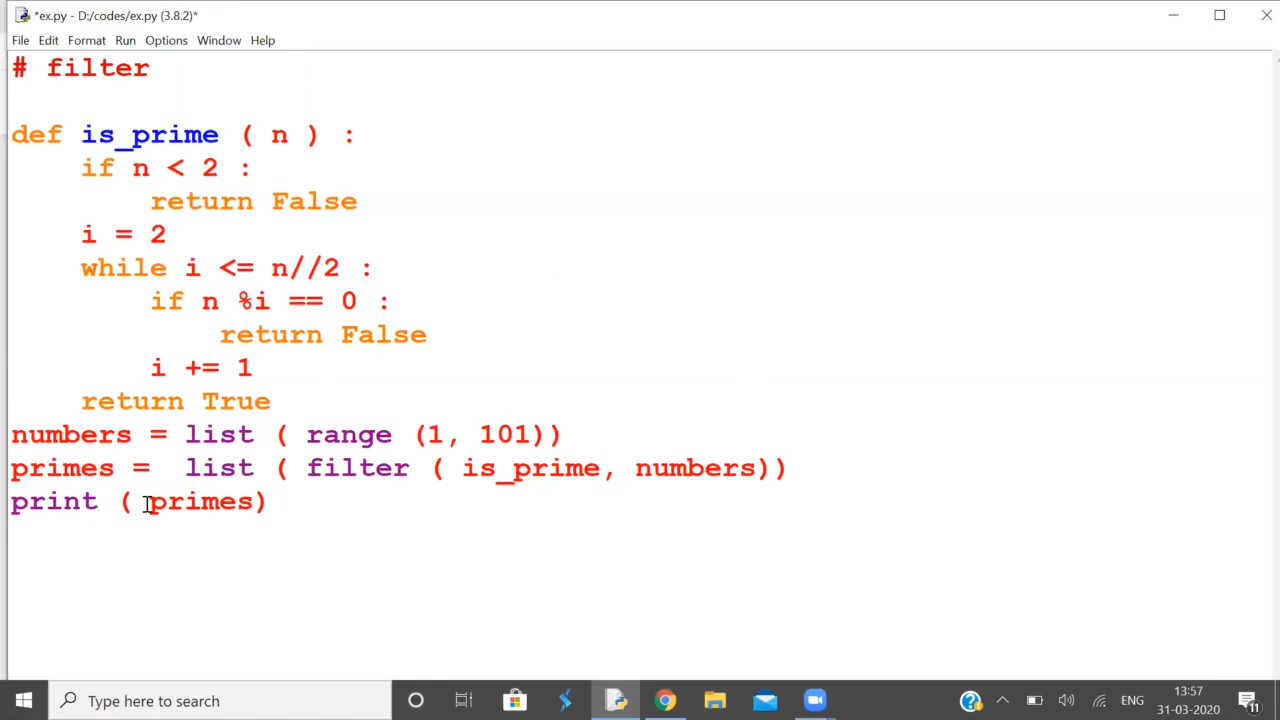 *ex.py - D:/codes/ex.py (3.8.2)*
File Edit Format Run Options Window Help
# filter
def is_prime ( n ) :
if n < 2 :
return False
i = 2
while i <= n//2 :
if n %i == 0 :
return False
i += 1
return True
numbers = list ( range (1, 101))
primes =  list ( filter ( is_prime, numbers))
print ( primes)
Type here to search
ENG
13:57
31-03-2020
11